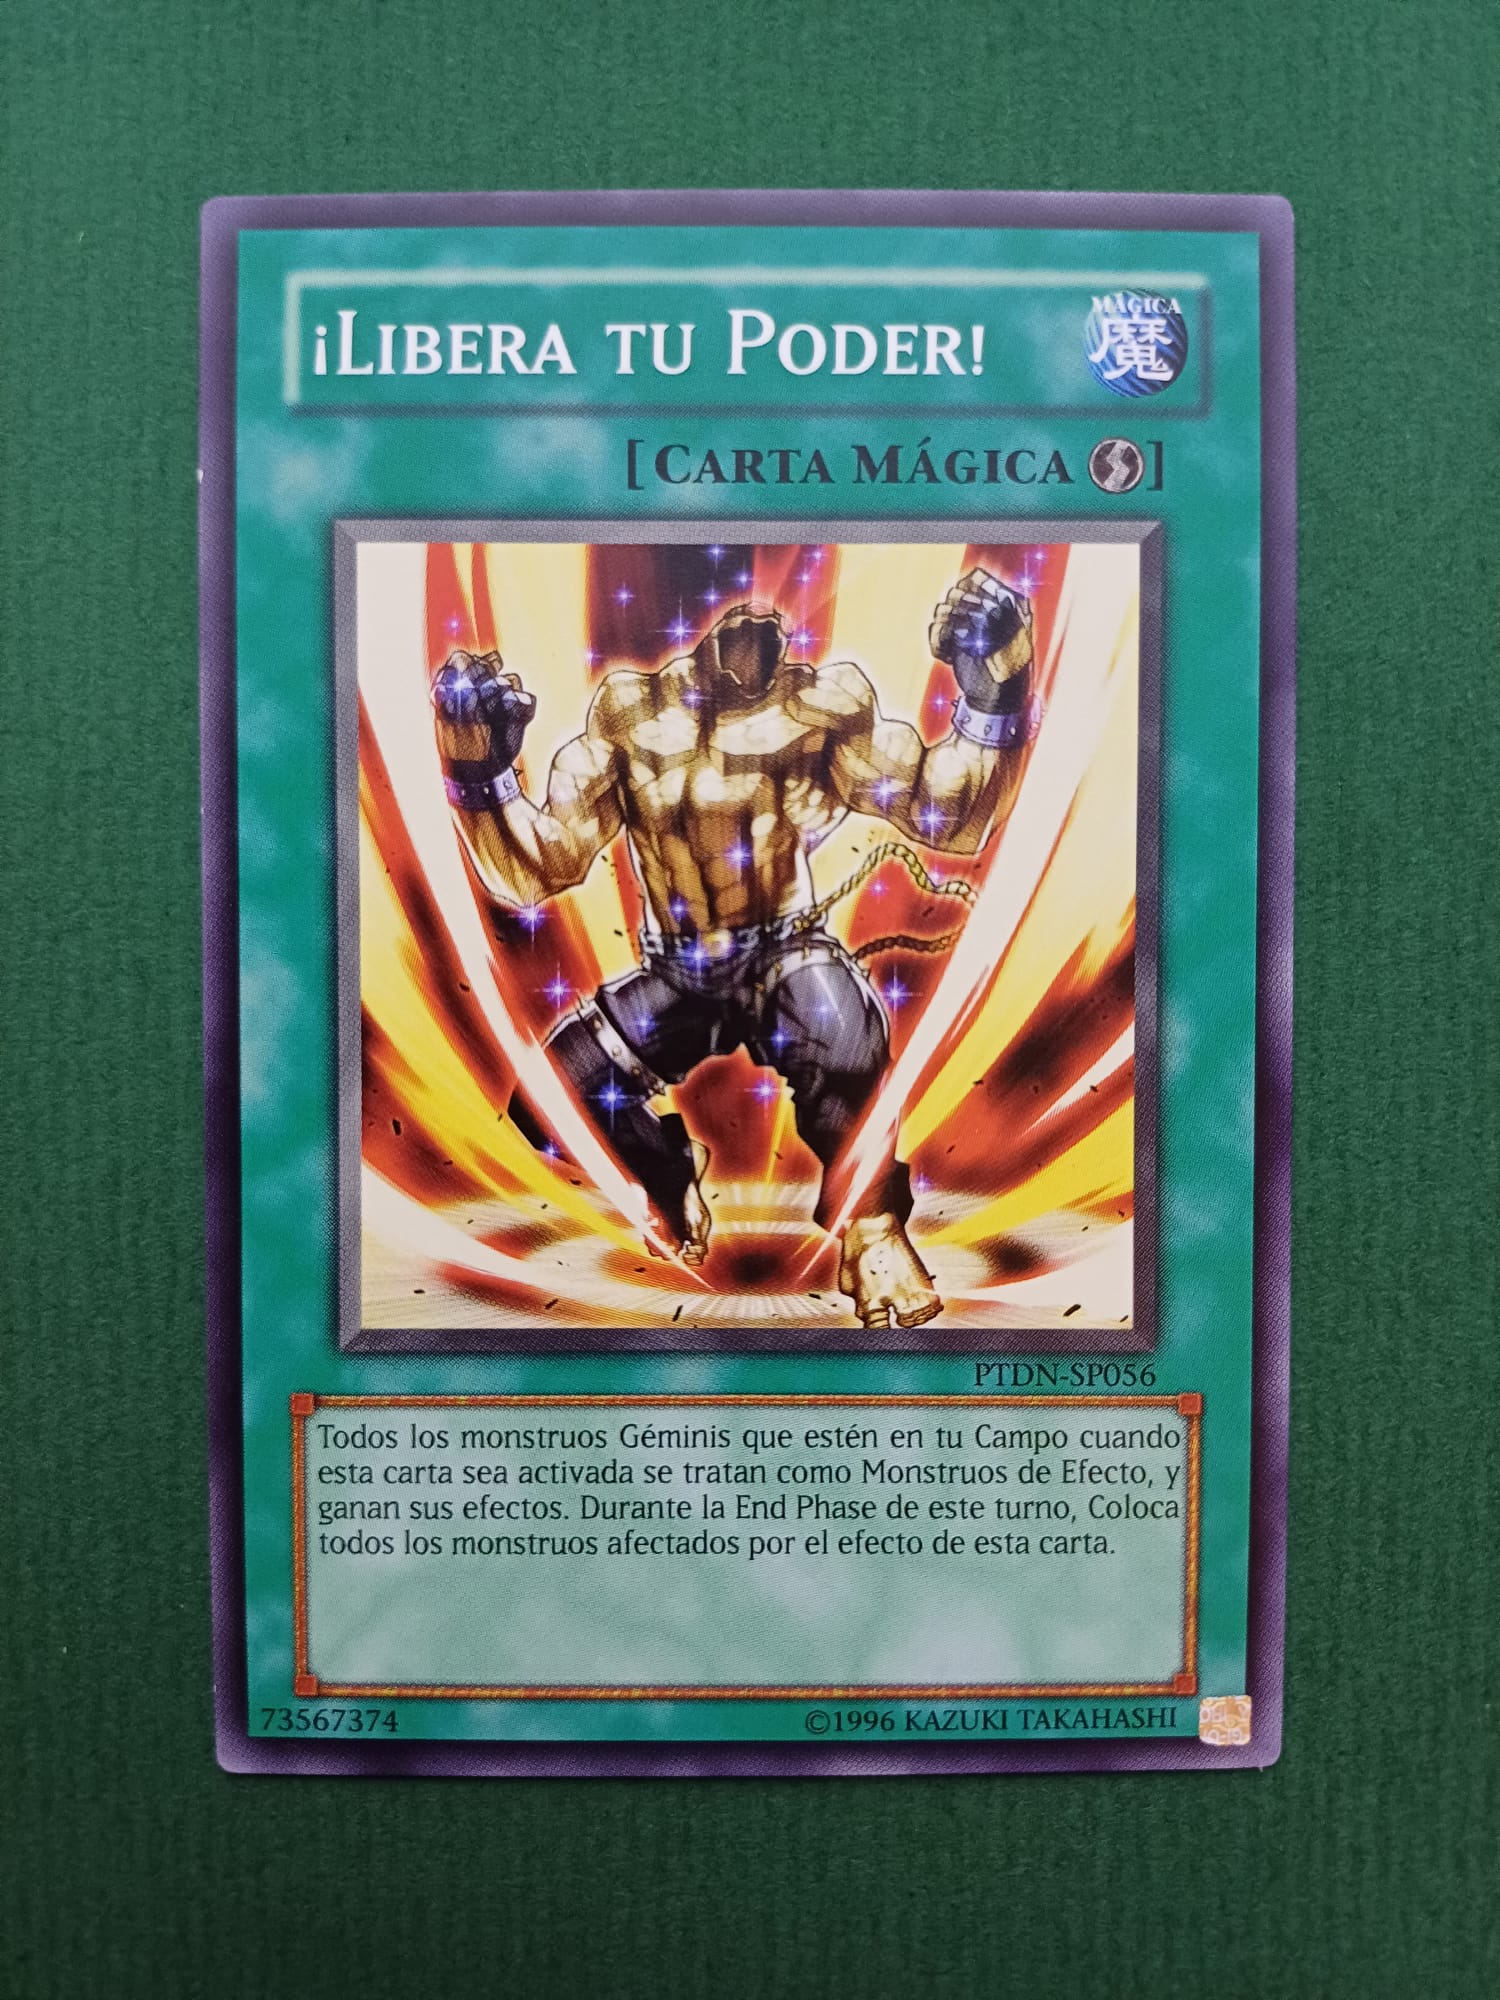 ¡Libera tu Poder!
MÁGICA
魔
[Carta Mágica]
PTDN-SP056
Todos los monstruos Géminis que estén en tu Campo cuando
esta carta sea activada se tratan como Monstruos de Efecto, y
ganan sus efectos. Durante la End Phase de este turno, Coloca
todos los monstruos afectados por el efecto de esta carta.
73567374
©1996 KAZUKI TAKAHASHI